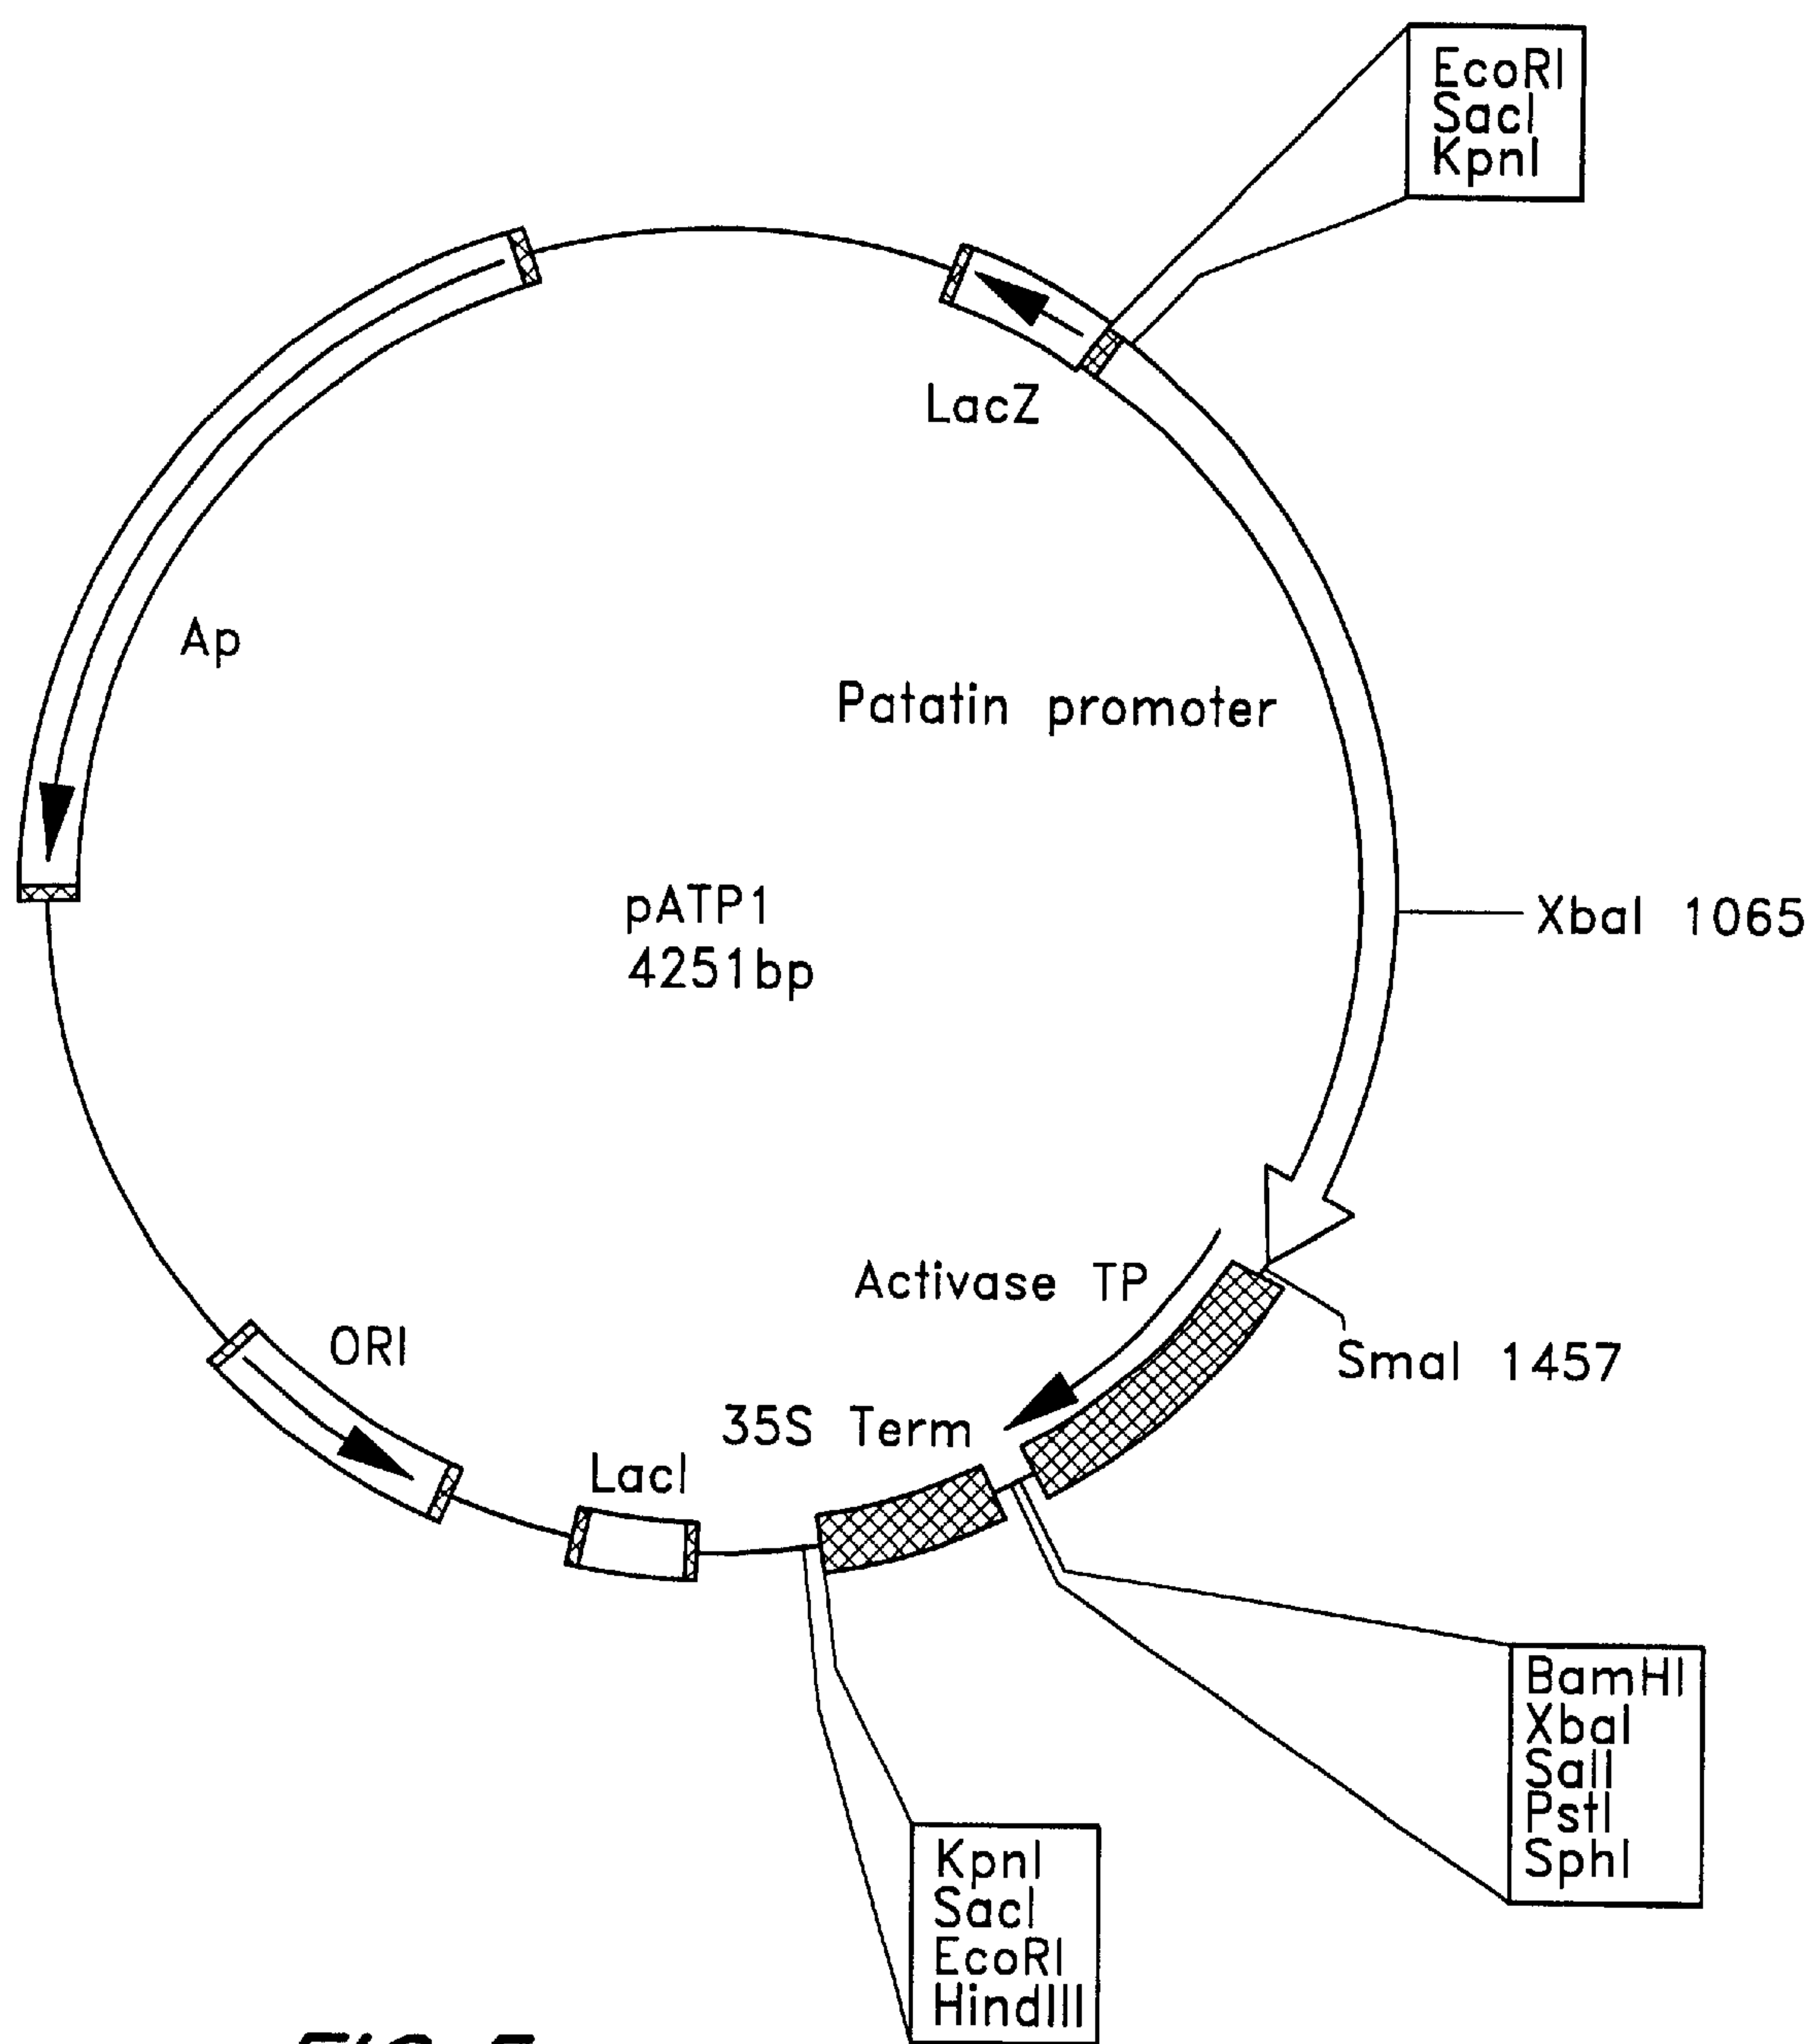 EcoRI
SacI
KpnI
LacZ
Ap
Patatin promoter
pATP1
4251bp
XbaI 1065
Activase TP
ORI
SmaI 1457
35S Term
LacI
BamHI
XbaI
SalI
PstI
SphI
KpnI
SacI
EcoRI
HindIII